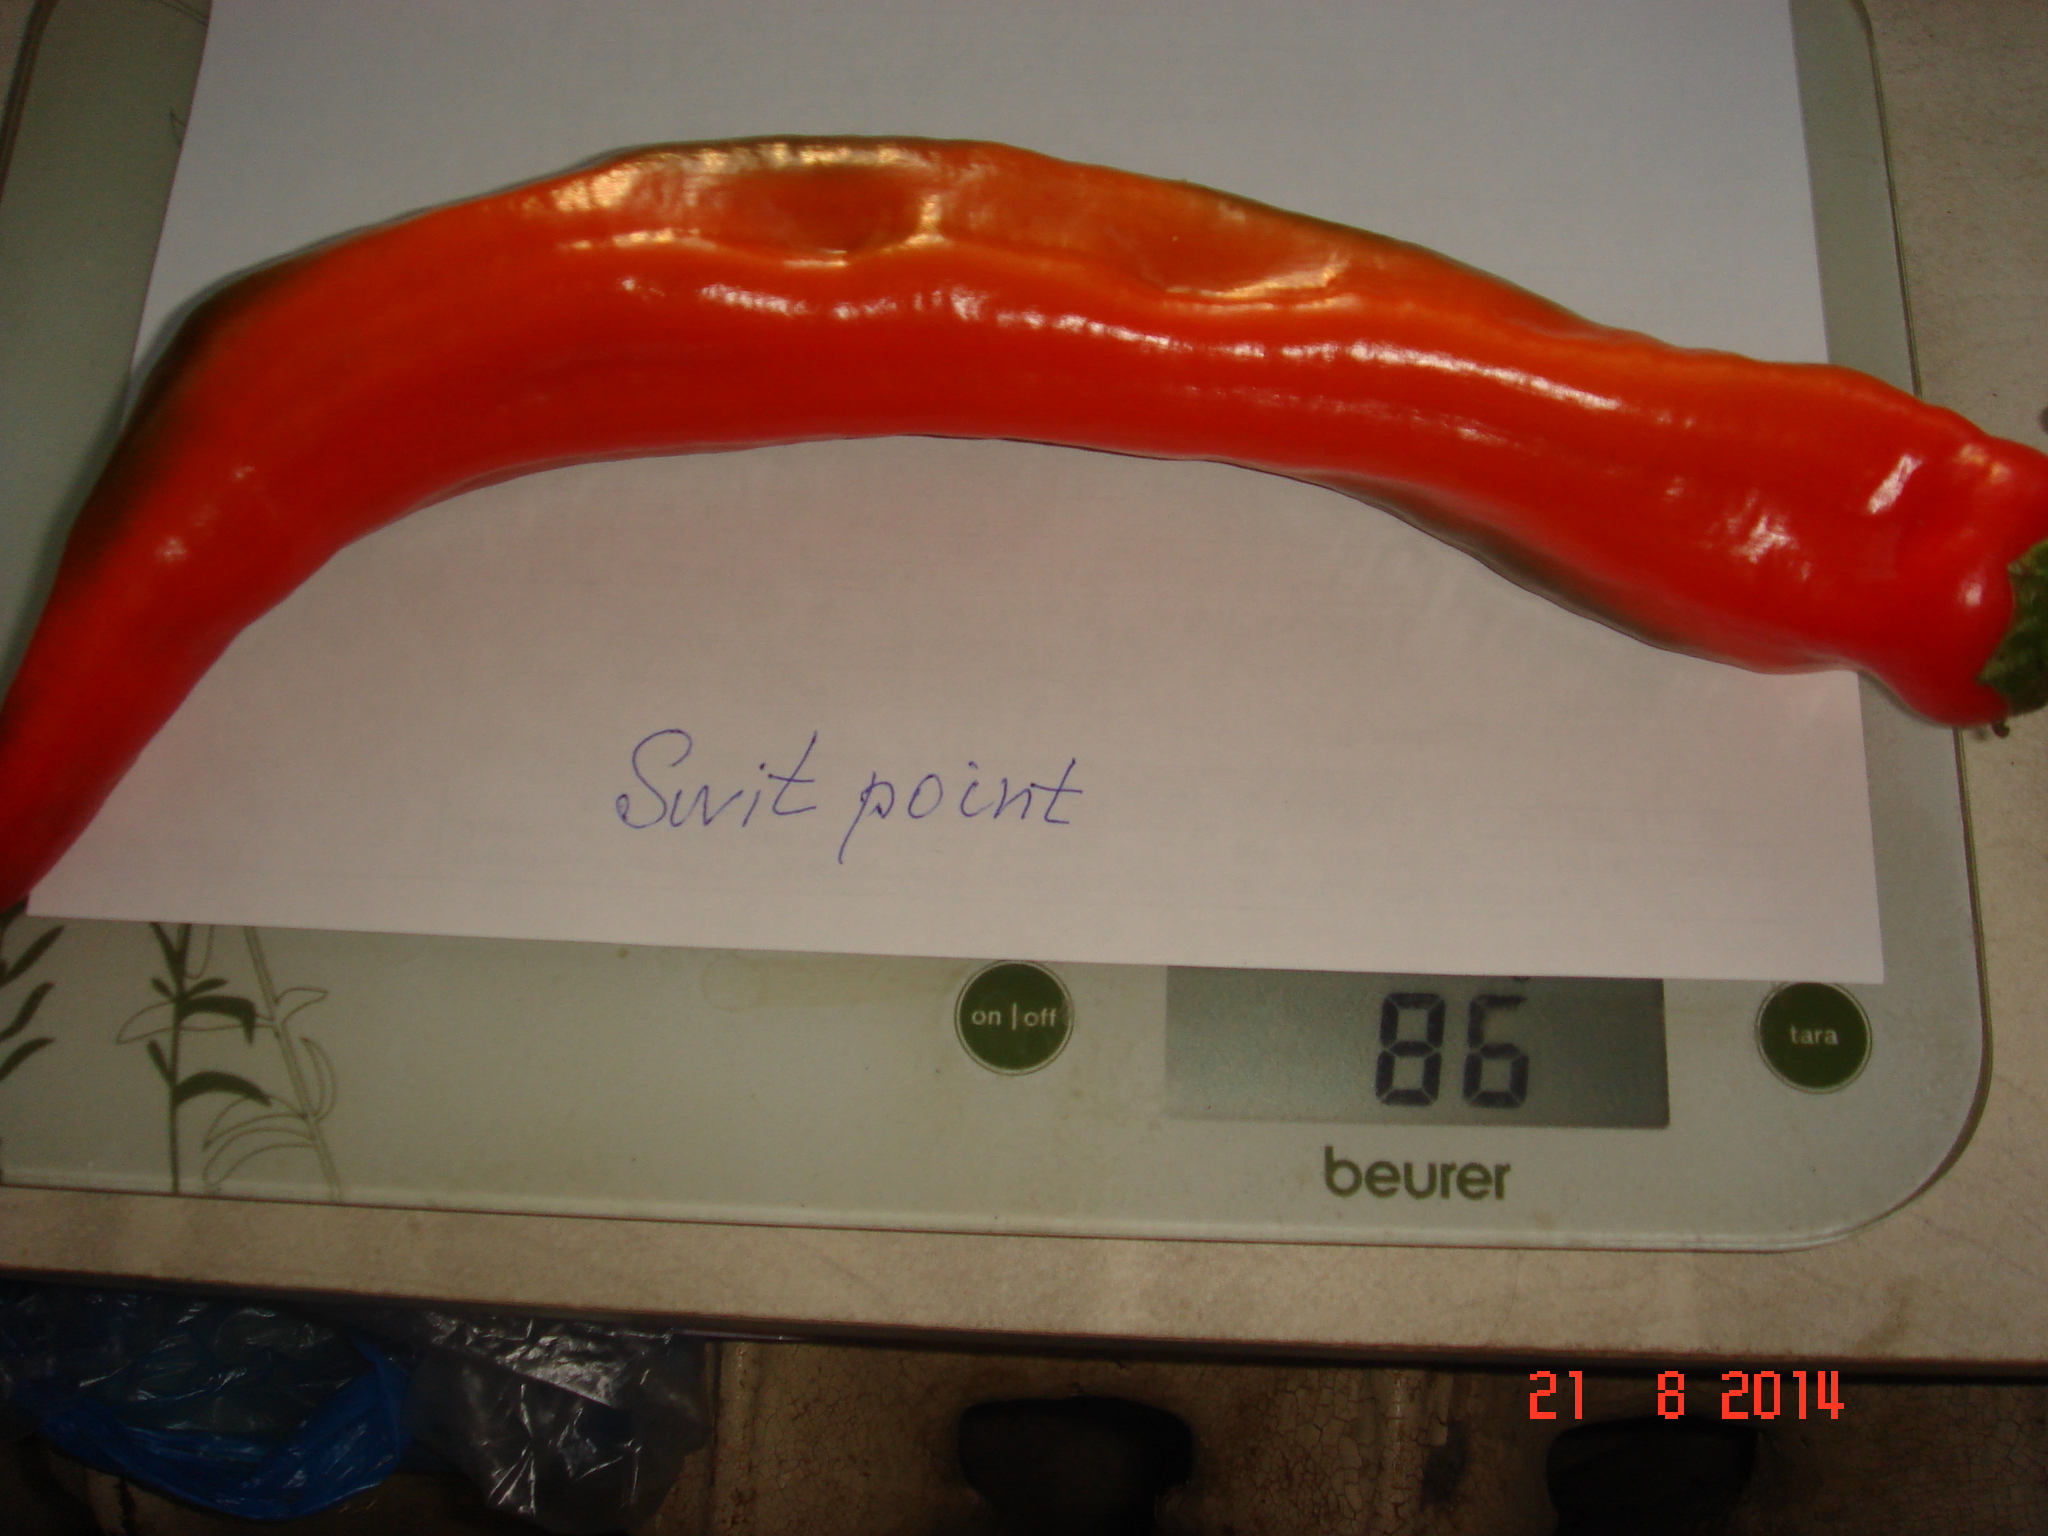 Swit point
on | off
86
tara
beurer
21 8 2014